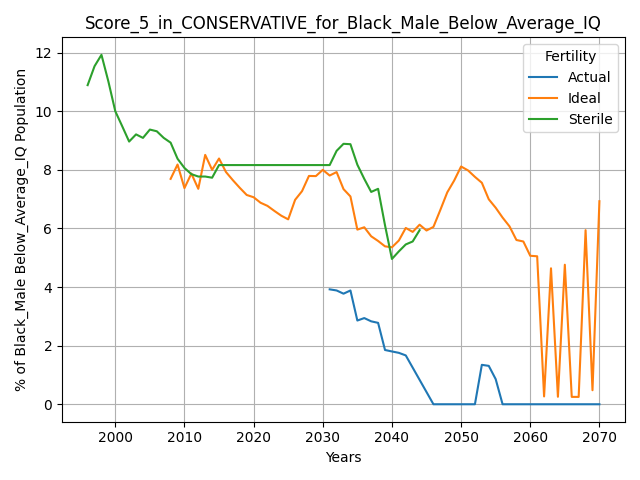 Score_5_in_CONSERVATIVE_for_Black_Male_Below_Average_IQ
% of Black_Male Below_Average_IQ Population
12
10
8
6
4
2
0
Fertility
Actual
Ideal
Sterile
2000 2010 2020 2030 2040 2050 2060 2070
Years